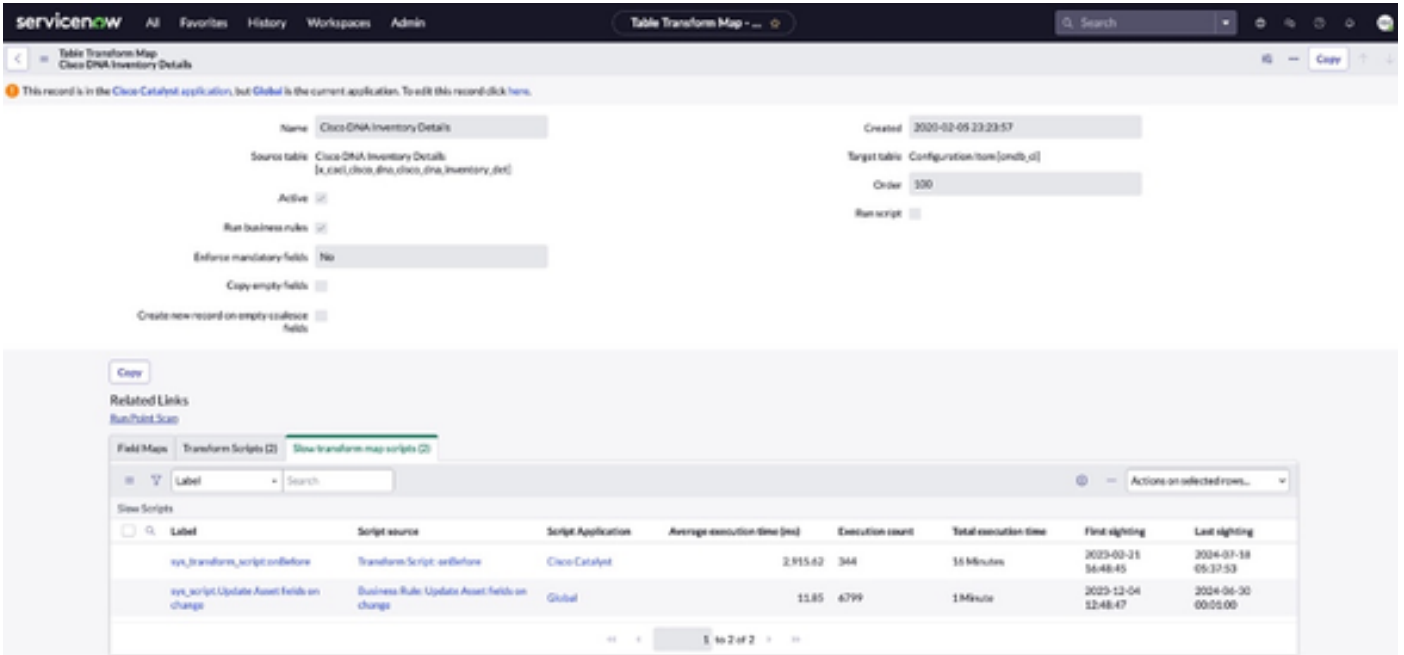 servicenow All Favorites History Workspaces Admin Table Transform Map - ... Search
Table Transform Map
Cisco DNA Inventory Details
Copy
This record is in the Cisco Catalyst application, but Global is the current application. To edit this record click here.
Name Cisco DNA Inventory Details
Created 2020-02-05 23:23:57
Source table Cisco DNA Inventory Details
Target table Configuration Item [cmdb_ci]
Order 100
Active
Run script
Run business rules
Enforce mandatory fields No
Copy empty fields
Create new record on empty coalesce
fields
Copy
Related Links
Run Point Scan
Field Maps Transform Scripts (2) Slow transform map scripts (2)
Label Search Actions on selected rows...
Slow Scripts
Label Script source Script Application Average execution time (ms) Execution count Total execution time First sighting Last sighting
sys_transform_script:onBefore Transform Script: onBefore Cisco Catalyst 2,915.62 344 16 Minutes 2023-02-21 16:48:45 2024-07-18 05:37:53
sys_script.Update Asset fields on change Business Rule: Update Asset fields on change Global 11.85 6799 1 Minute 2023-12-04 12:48:47 2024-06-30 00:01:00
1 to 2 of 2